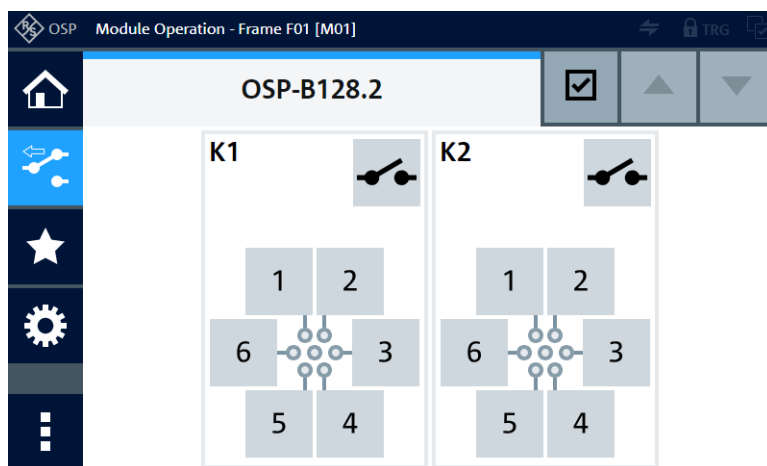 R&S OSP Module Operation - Frame F01 [M01] TRG
OSP-B128.2
K1 K2
1 2 1 2
6 3 6 3
5 4 5 4